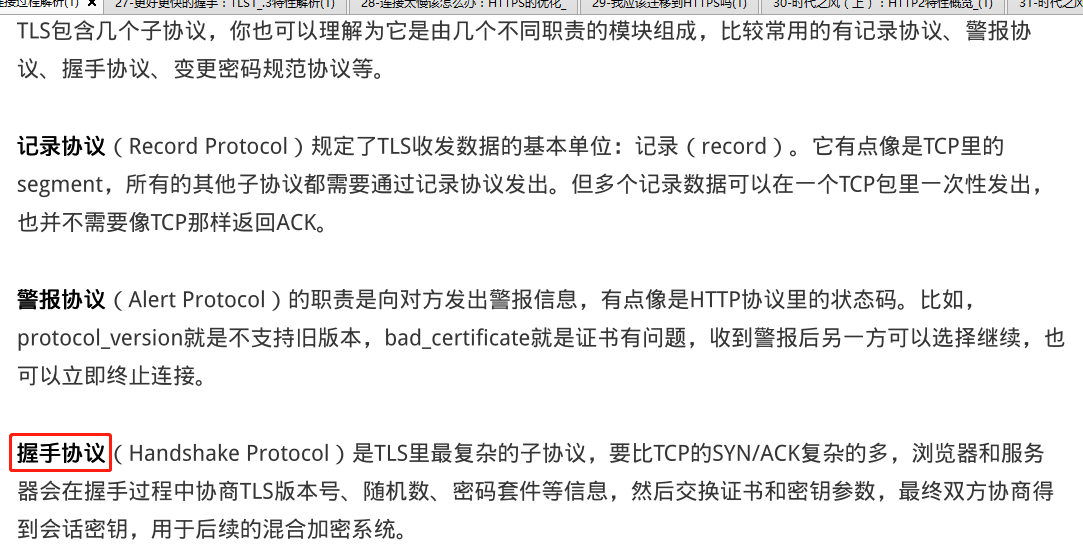 接过程解析(1) × 27-更好更快的握手：TLS1_.3特性解析(1) 28-连接太慢该怎么办：HTTPS的优化_ 29-我应该迁移到HTTPS吗(1) 30-时代之风（上）：HTTP2特性概览_(1) 31-时代之风
TLS包含几个子协议，你也可以理解为它是由几个不同职责的模块组成，比较常用的有记录协议、警报协
议、握手协议、变更密码规范协议等。
记录协议（Record Protocol）规定了TLS收发数据的基本单位：记录（record）。它有点像是TCP里的
segment，所有的其他子协议都需要通过记录协议发出。但多个记录数据可以在一个TCP包里一次性发出，
也并不需要像TCP那样返回ACK。
警报协议（Alert Protocol）的职责是向对方发出警报信息，有点像是HTTP协议里的状态码。比如，
protocol_version就是不支持旧版本，bad_certificate就是证书有问题，收到警报后另一方可以选择继续，也
可以立即终止连接。
握手协议（Handshake Protocol）是TLS里最复杂的子协议，要比TCP的SYN/ACK复杂的多，浏览器和服务
器会在握手过程中协商TLS版本号、随机数、密码套件等信息，然后交换证书和密钥参数，最终双方协商得
到会话密钥，用于后续的混合加密系统。